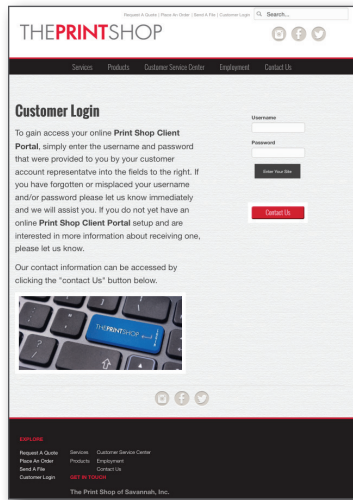 Request A Quote | Place An Order | Send A File | Customer Login
Search...
THEPRINTSHOP
Services Products Customer Service Center Employment Contact Us
Customer Login
To gain access your online Print Shop Client
Portal, simply enter the username and password
that were provided to you by your customer
account representatve into the fields to the right. If
you have forgotten or misplaced your username
and/or password please let us know immediately
and we will assist you. If you do not yet have an
online Print Shop Client Portal setup and are
interested in more information about receiving one,
please let us know.
Our contact information can be accessed by
clicking the "contact Us" button below.
Username
Password
Enter Your Site
Contact Us
THEPRINTSHOP
EXPLORE
Request A Quote Services Customer Service Center
Place An Order Products Employment
Send A File Contact Us
Customer Login GET IN TOUCH
The Print Shop of Savannah, Inc.